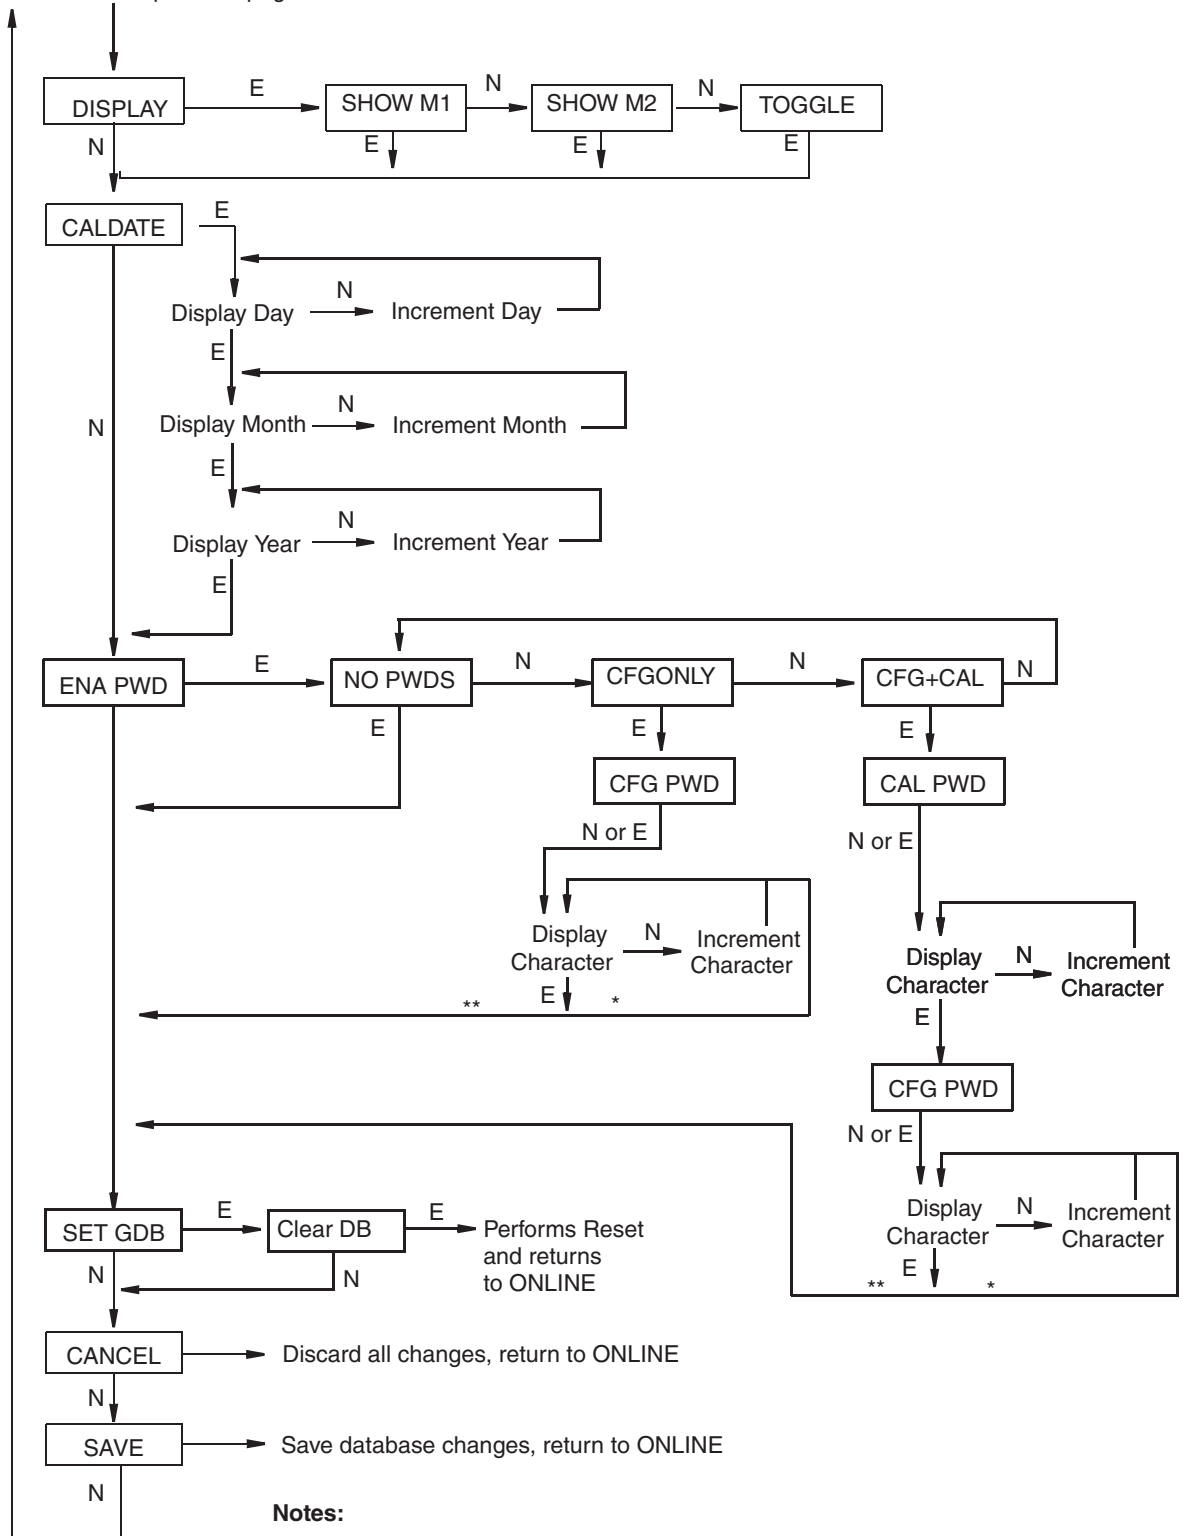 E
N
N
DISPLAY
SHOW M1
SHOW M2
TOGGLE
N
E
E
E
CALDATE
E
Display Day
N
Increment Day
E
Display Month
N
Increment Month
N
E
Display Year
N
Increment Year
E
ENA PWD
E
NO PWDS
N
CFGONLY
N
CFG+CAL
N
E
E
E
CFG PWD
CAL PWD
N or E
N or E
Display
Character
N
Increment
Character
E
**
*
Display
Character
N
Increment
Character
E
CFG PWD
N or E
Display
Character
N
Increment
Character
E
**
*
SET GDB
E
Clear DB
E
Performs Reset
and returns
to ONLINE
N
N
CANCEL
Discard all changes, return to ONLINE
N
SAVE
Save database changes, return to ONLINE
N
Notes: